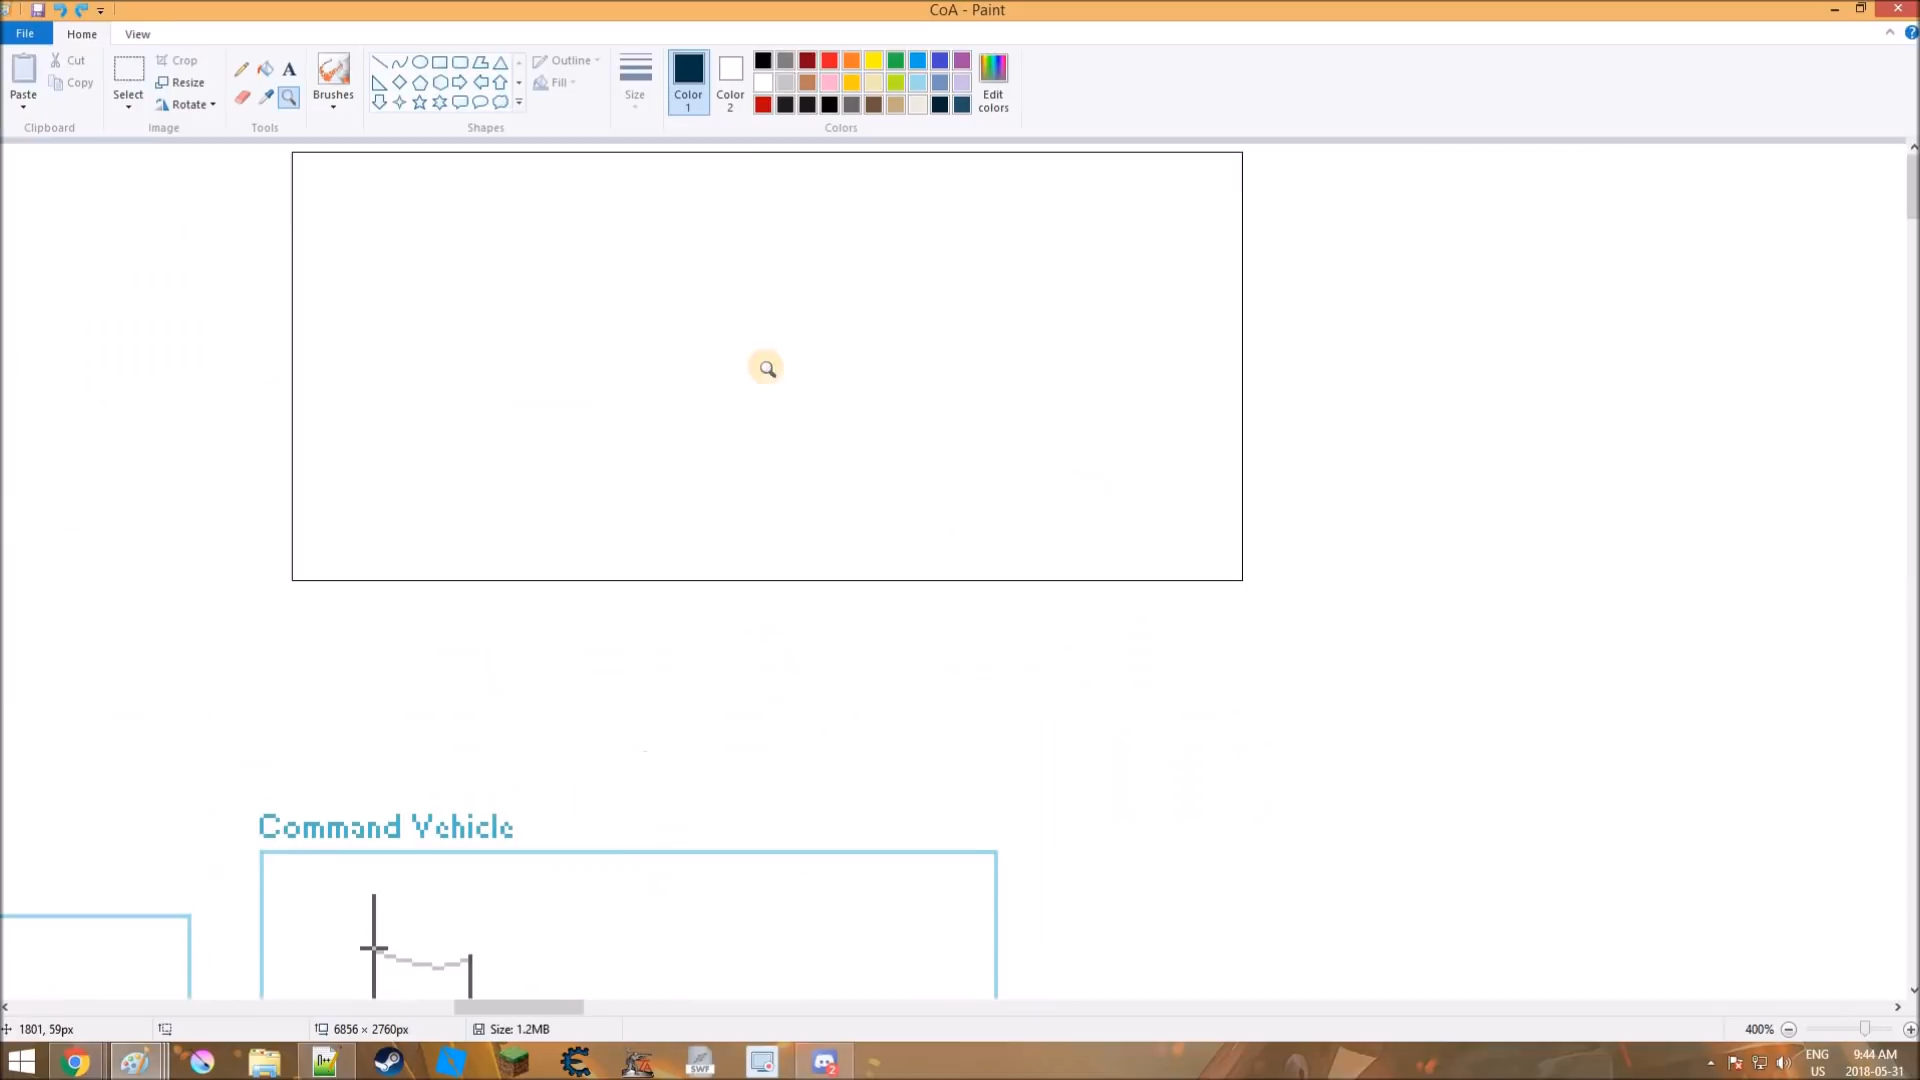 CoA - Paint
File
Home
View
Paste
Cut
Copy
Clipboard
Select
Crop
Resize
Rotate
Image
A
Tools
Brushes
Outline
Fill
Shapes
Size
Color
1
Color
2
Edit
colors
Colors
Command Vehicle
1801, 59px
6856 × 2760px
Size: 1.2MB
400%
SWF
2
ENG
US
9:44 AM
2018-05-31